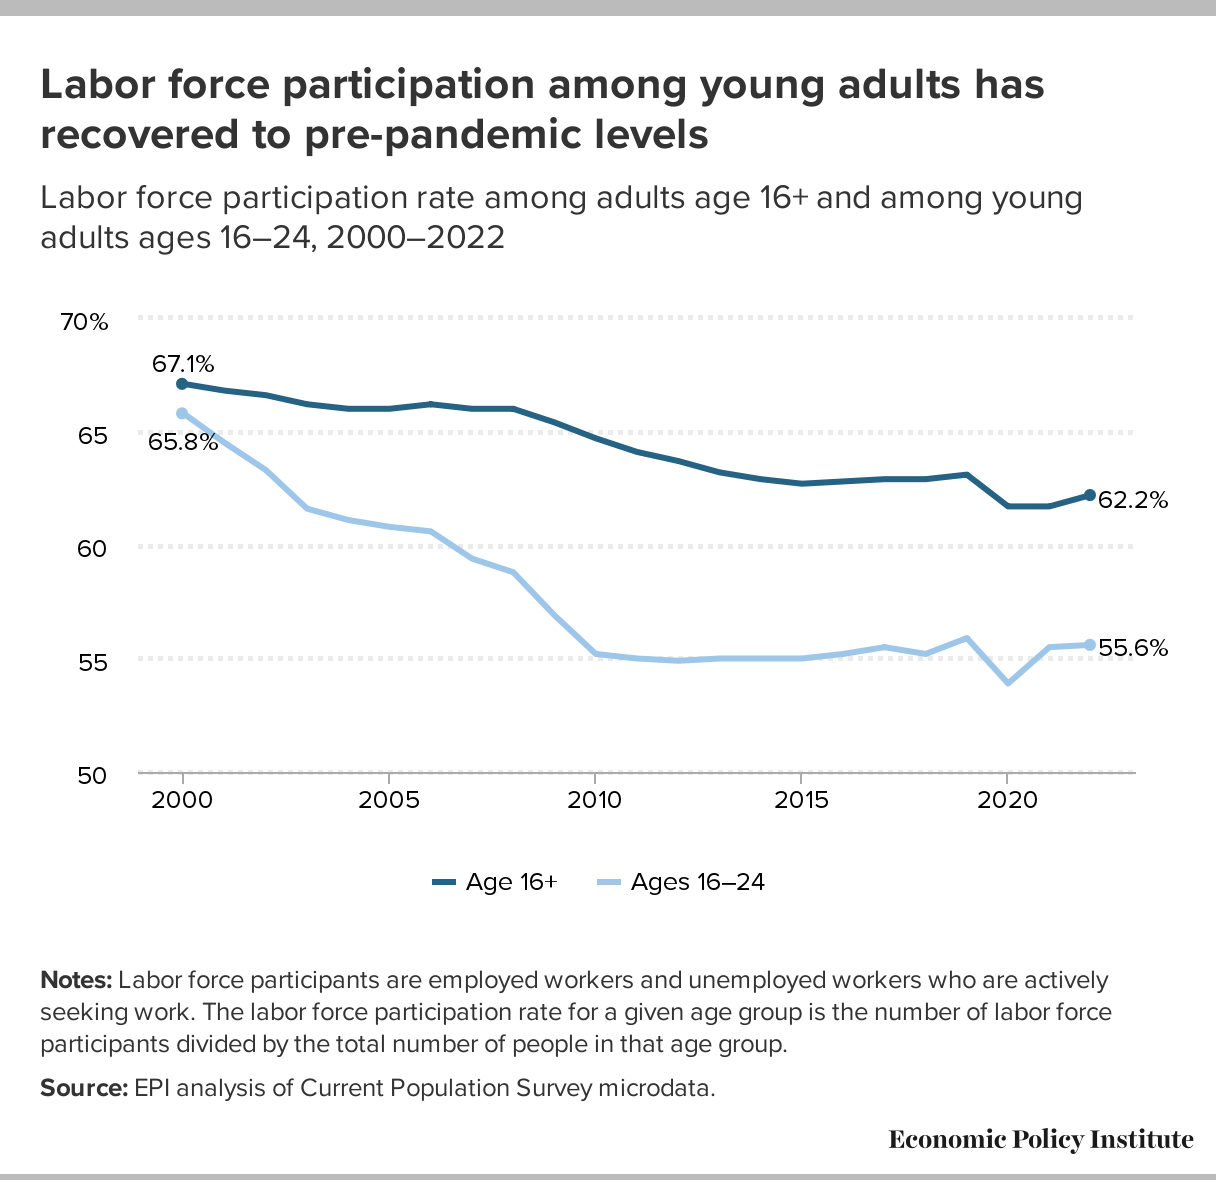 Labor force participation among young adults has
recovered to pre-pandemic levels
Labor force participation rate among adults age 16+ and among young
adults ages 16–24, 2000–2022
70%
67.1%
65.8%
65
62.2%
60
55.6%
55
50
2000
2005
2010
2015
2020
Age 16+
Ages 16–24
Notes: Labor force participants are employed workers and unemployed workers who are actively
seeking work. The labor force participation rate for a given age group is the number of labor force
participants divided by the total number of people in that age group.
Source: EPI analysis of Current Population Survey microdata.
Economic Policy Institute